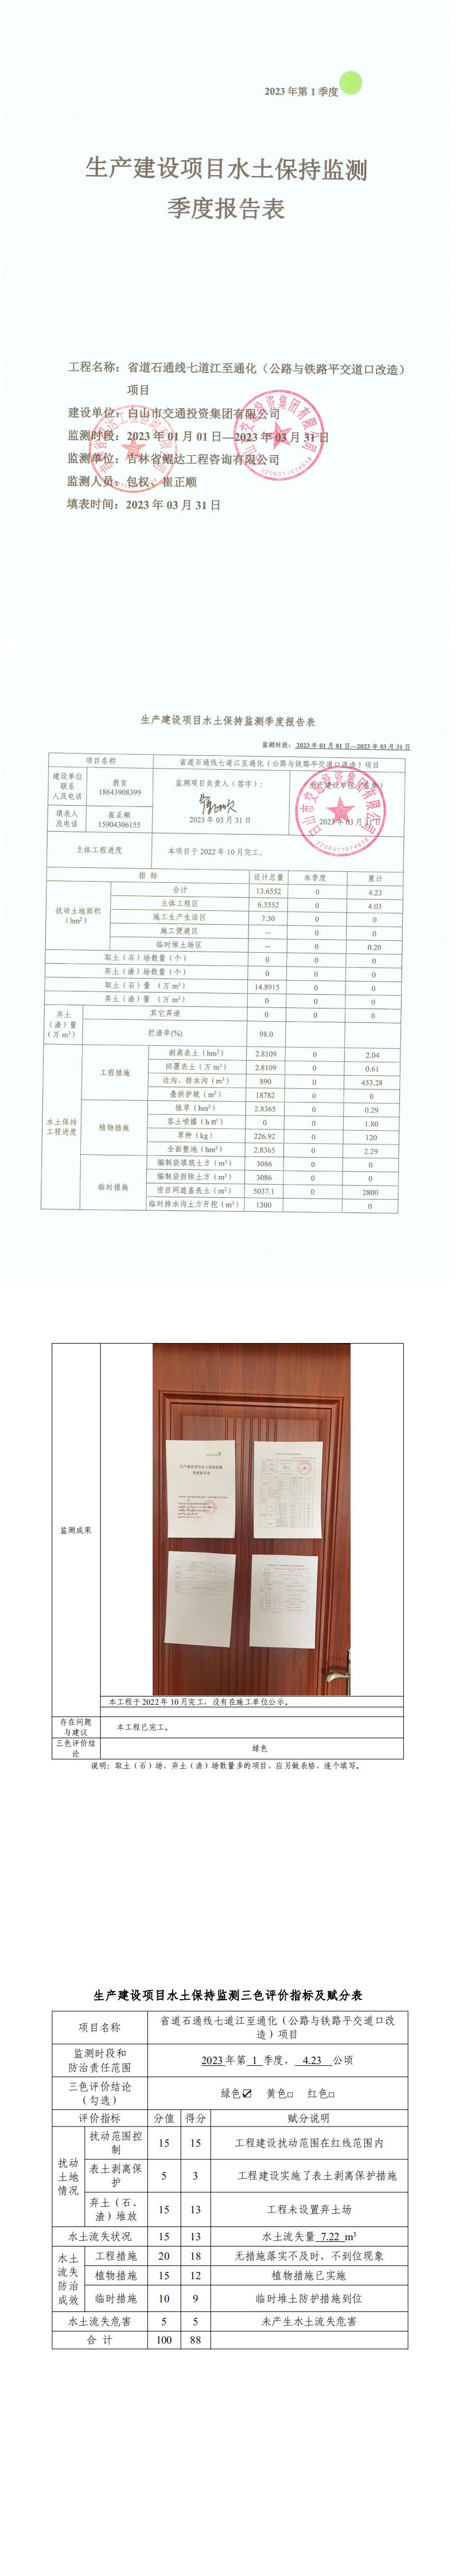 2023 年第 1 季度
生产建设项目水土保持监测
季度报告表
工程名称： 省道石通线七道江至通化（公路与铁路平交道口改造）
项目
建设单位：白山市交通投资集团有限公司
监测时段：2023 年 01 月 01 日—2023 年 03 月 31 日
监测单位：吉林省鲲达工程咨询有限公司
监测人员：包权、崔正顺
填表时间：2023 年 03 月 31 日
2206011074618
生产建设项目水土保持监测季度报告表
监测时段：2023 年 01 月 01 日—2023 年 03 月 31 日
项目名称 省道石通线七道江至通化（公路与铁路平交道口改造）项目
建设单位联系人及电话 教言 18643908399 监测项目负责人（签字）： 2023 年 03 月 31 日 生产建设单位（盖章） 2023 年 03 月 31 日
填表人及电话 崔正顺 15904306155
主体工程进度 本项目于 2022 年 10 月完工。
指 标 设计总量 本季度 累计
扰动土地面积（hm²） 合计 13.6552 0 4.23
主体工程区 6.3552 0 4.03
施工生产生活区 7.30 0 0
施工便道区 -- 0 0
临时堆土场区 -- 0 0.20
取土（石）场数量（个） 0 0 0
弃土（渣）场数量（个） 0 0 0
取土（石）量 （万 m³） 14.8915 0 0
弃土（渣）量（万 m³） 弃土（渣）量 （万 m³） 0 0 0
其它弃渣 0 0 0
拦渣率(%) 98.0
水土保持工程进度 工程措施 剥离表土（hm²） 2.8109 0 2.04
回覆表土（万 m³） 2.8109 0 0.61
边沟、排水沟（m³） 890 0 453.28
叠拱护坡（m²） 18782 0 0
植物措施 植草（hm²） 2.8365 0 0.29
客土喷播（h ㎡） 0 0 1.80
草种（kg） 226.92 0 120
全面整地（hm²） 2.8365 0 2.29
临时措施 编制袋填筑土方（m³） 3086 0 0
编制袋拆除土方（m³） 3086 0 0
密目网遮盖表土（m²） 5037.1 0 2800
临时排水沟土方开挖（m³） 1300 0
监测成果
生产建设项目水土保持监测
季度报告表
本工程于 2022 年 10 月完工，没有在施工单位公示。
存在问题与建议 本工程已完工。
三色评价结论 绿色
说明：取土（石）场、弃土（渣）场数量多的项目，应另做表格，逐个填写。
生产建设项目水土保持监测三色评价指标及赋分表
项目名称 省道石通线七道江至通化（公路与铁路平交道口改造）项目
监测时段和防治责任范围 2023 年第 1 季度， 4.23 公顷
三色评价结论（勾选） 绿色☑ 黄色□ 红色□
评价指标 分值 得分 赋分说明
扰动土地情况 扰动范围控制 15 15 工程建设扰动范围在红线范围内
表土剥离保护 5 3 工程建设实施了表土剥离保护措施
弃土（石、渣）堆放 15 13 工程未设置弃土场
水土流失状况 15 13 水土流失量 7.22 m³
水土流失防治成效 工程措施 20 18 无措施落实不及时、不到位现象
植物措施 15 12 植物措施已实施
临时措施 10 9 临时堆土防护措施到位
水土流失危害 5 5 未产生水土流失危害
合 计 100 88